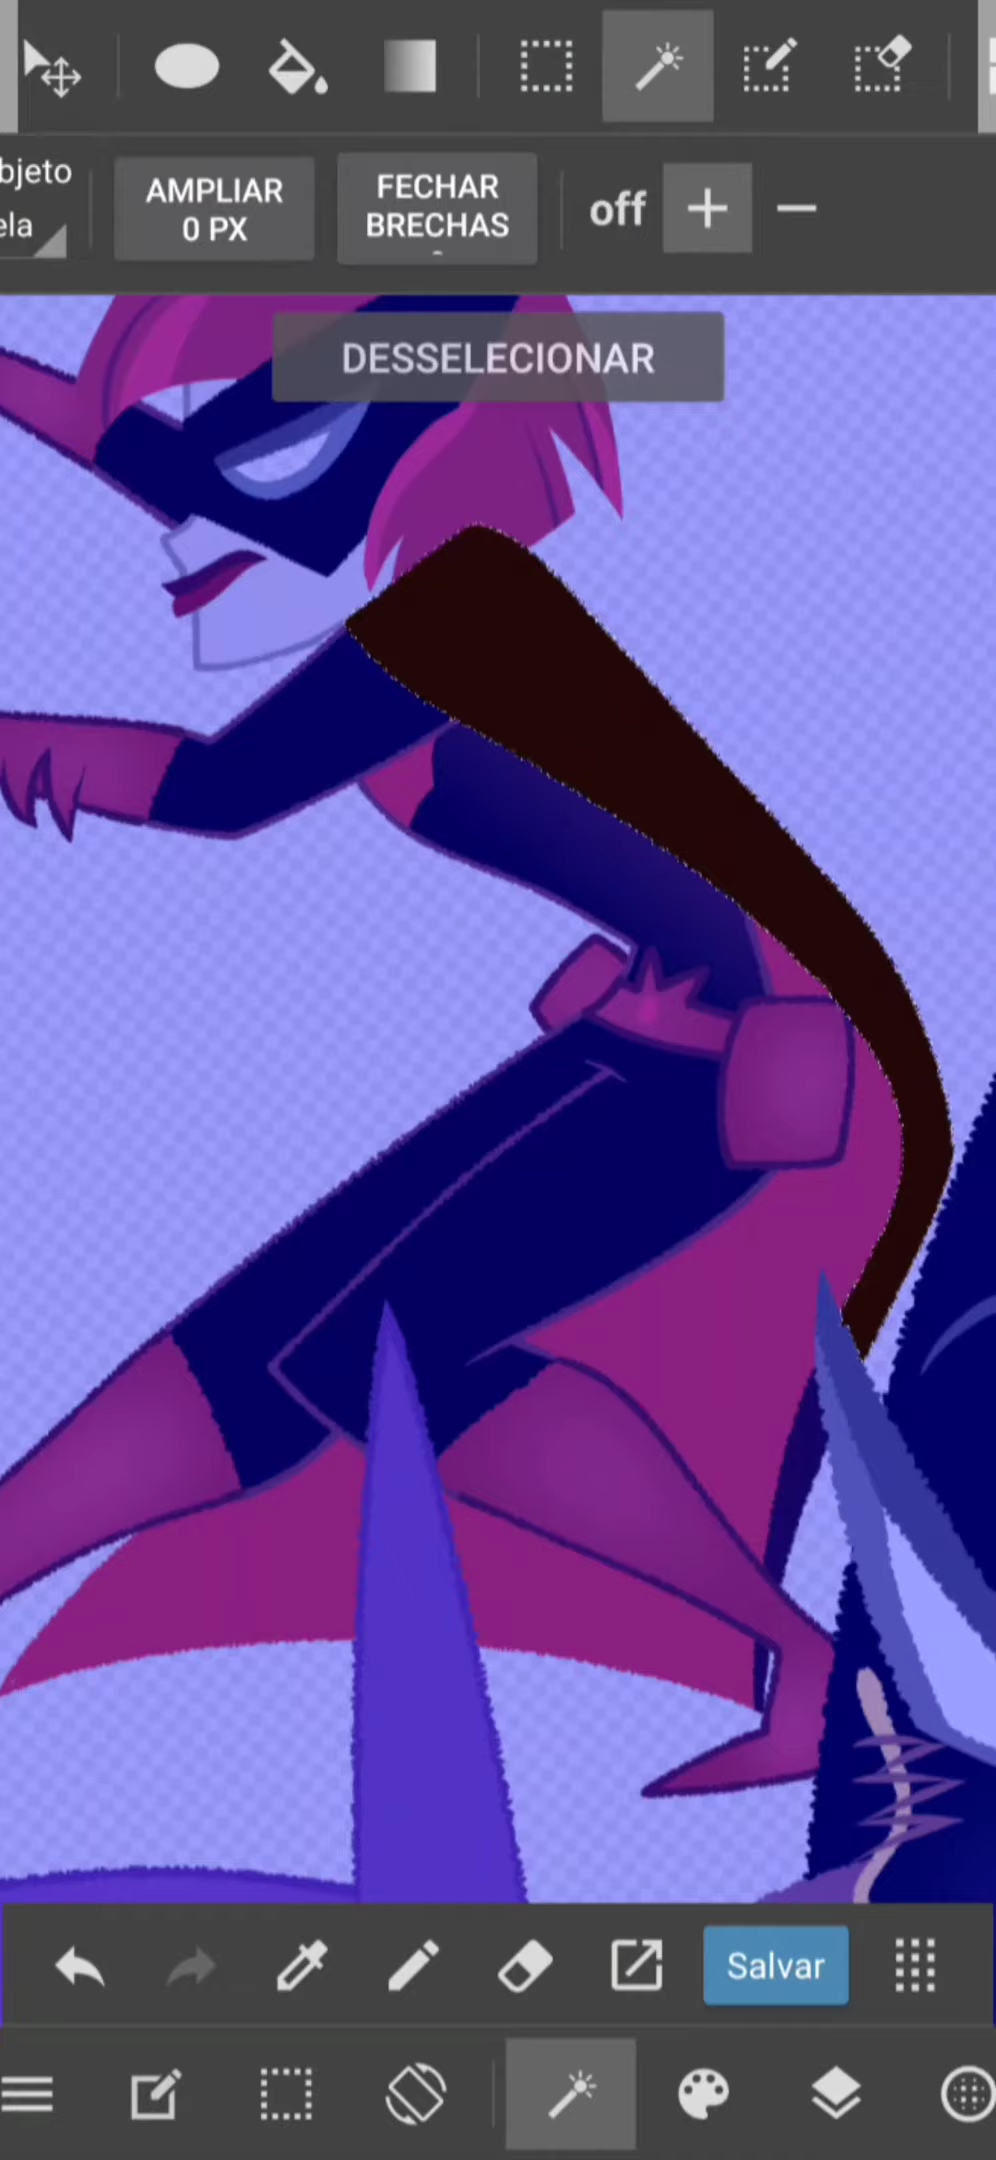 bjeto
ela
AMPLIAR
0 PX
FECHAR
BRECHAS
off
DESSELECIONAR
Salvar